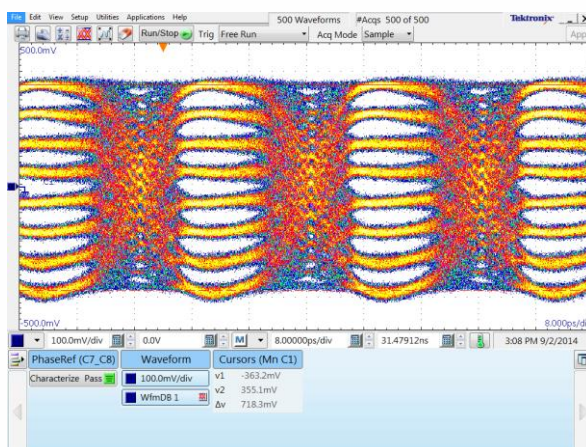 File Edit View Setup Utilities Applications Help 500 Waveforms #Acqs 500 of 500 Tektronix
Run/Stop Trig Free Run Acq Mode Sample App
500.0mV
C1
-500.0mV 8.000ps/div
100.0mV/div 0.0V M 8.00000ps/div 31.47912ns 3:08 PM 9/2/2014
PhaseRef (C7_C8) Waveform Cursors (Mn C1)
Characterize Pass 100.0mV/div v1 -363.2mV
WfmDB 1 v2 355.1mV
Δv 718.3mV